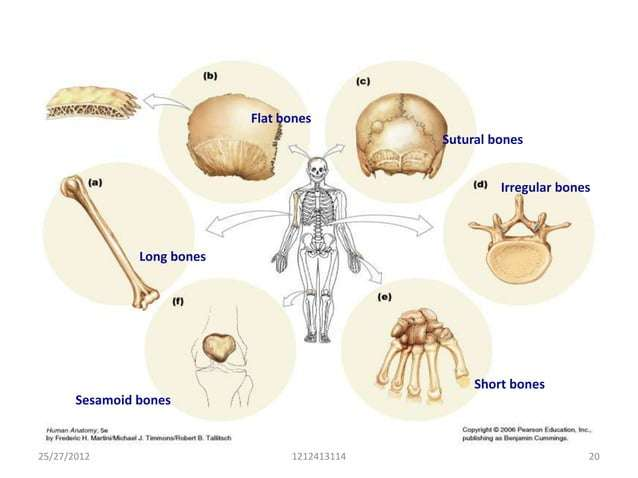 (b)
Flat bones
(c)
Sutural bones
(a)
Long bones
(d)
Irregular bones
(f)
Sesamoid bones
(e)
Short bones
Human Anatomy, 5e
by Frederic H. Martini/Michael J. Timmons/Robert B. Tallitsch
Copyright © 2006 Pearson Education, Inc.,
publishing as Benjamin Cummings.
25/27/2012
1212413114
20